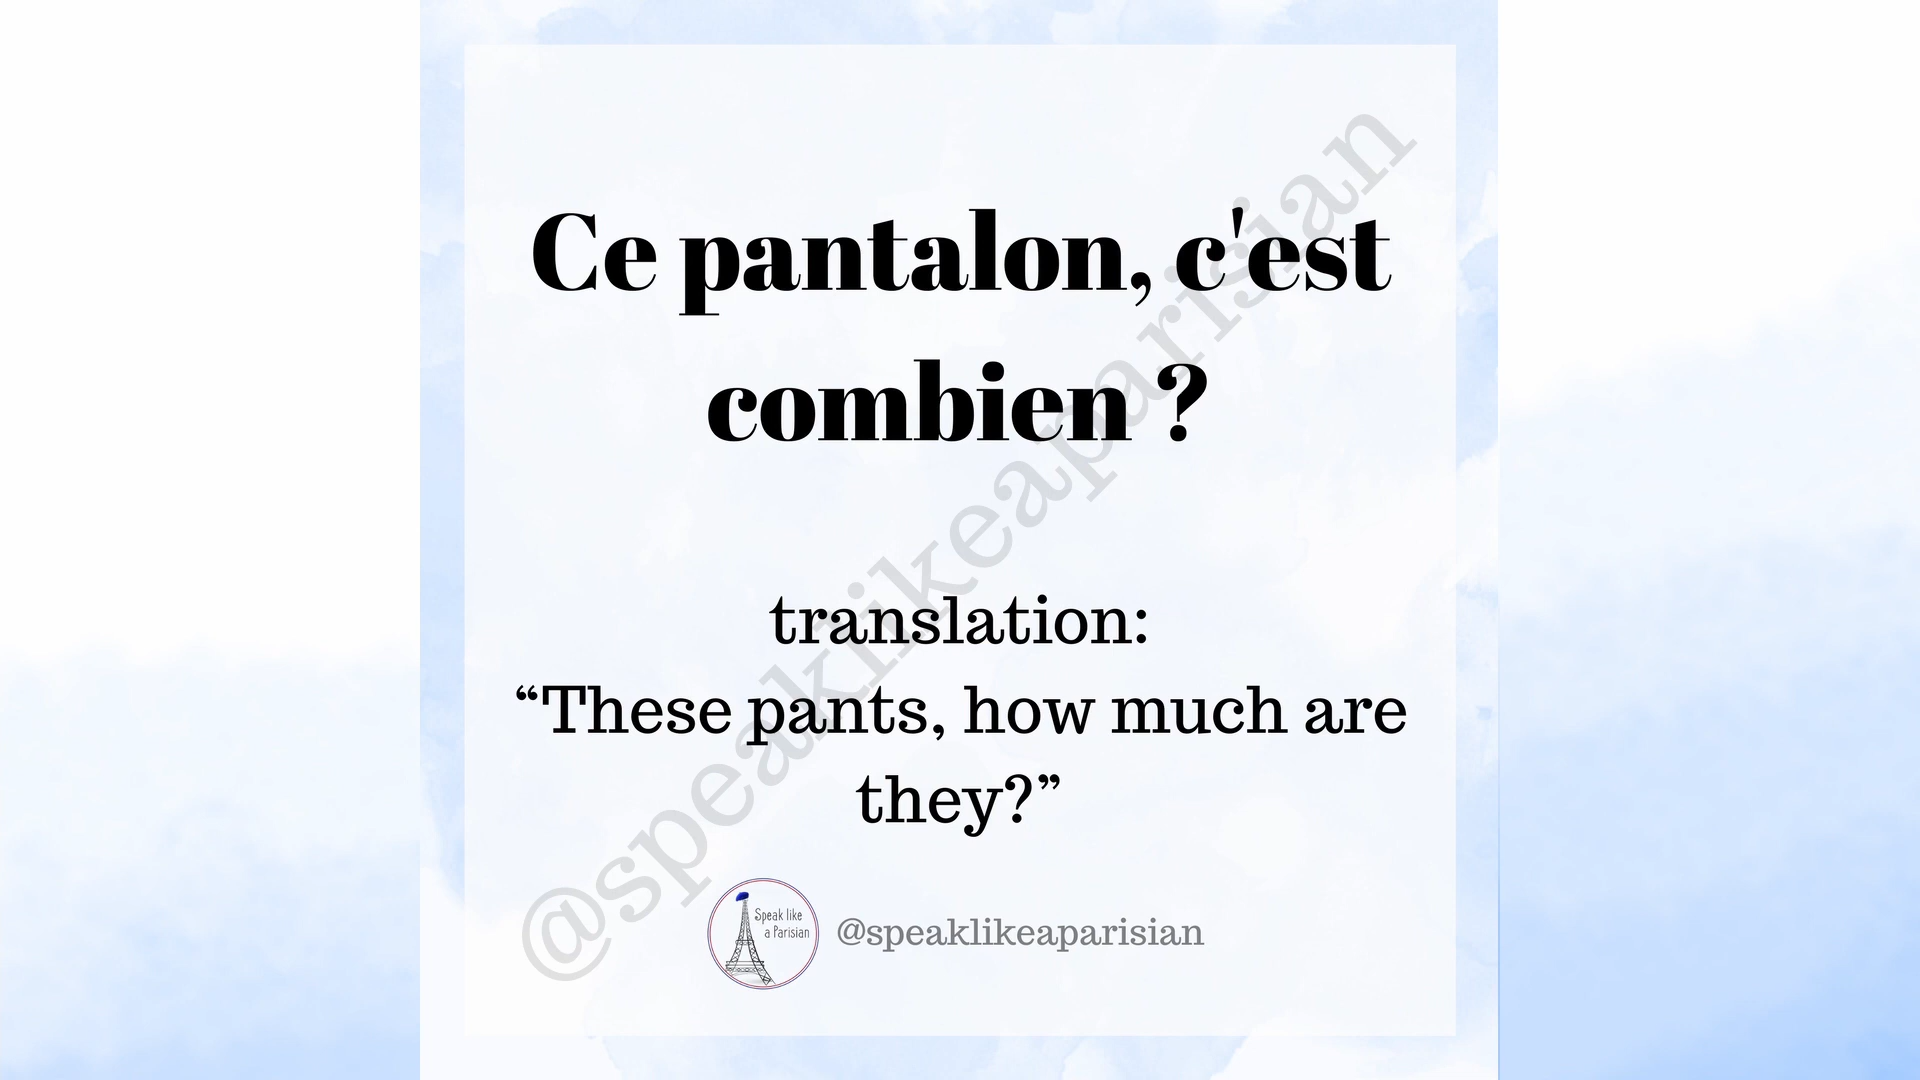 Ce pantalon, c'est
combien ?
translation:
“These pants, how much are
they?”
Speak like
a Parisian
@speaklikeaparisian
@speaklikeaparisian